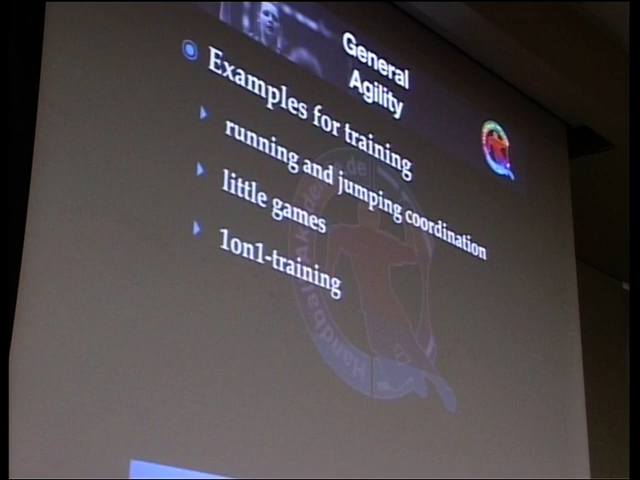 General
Agility
Examples for training
running and jumping coordination
little games
1on1-training